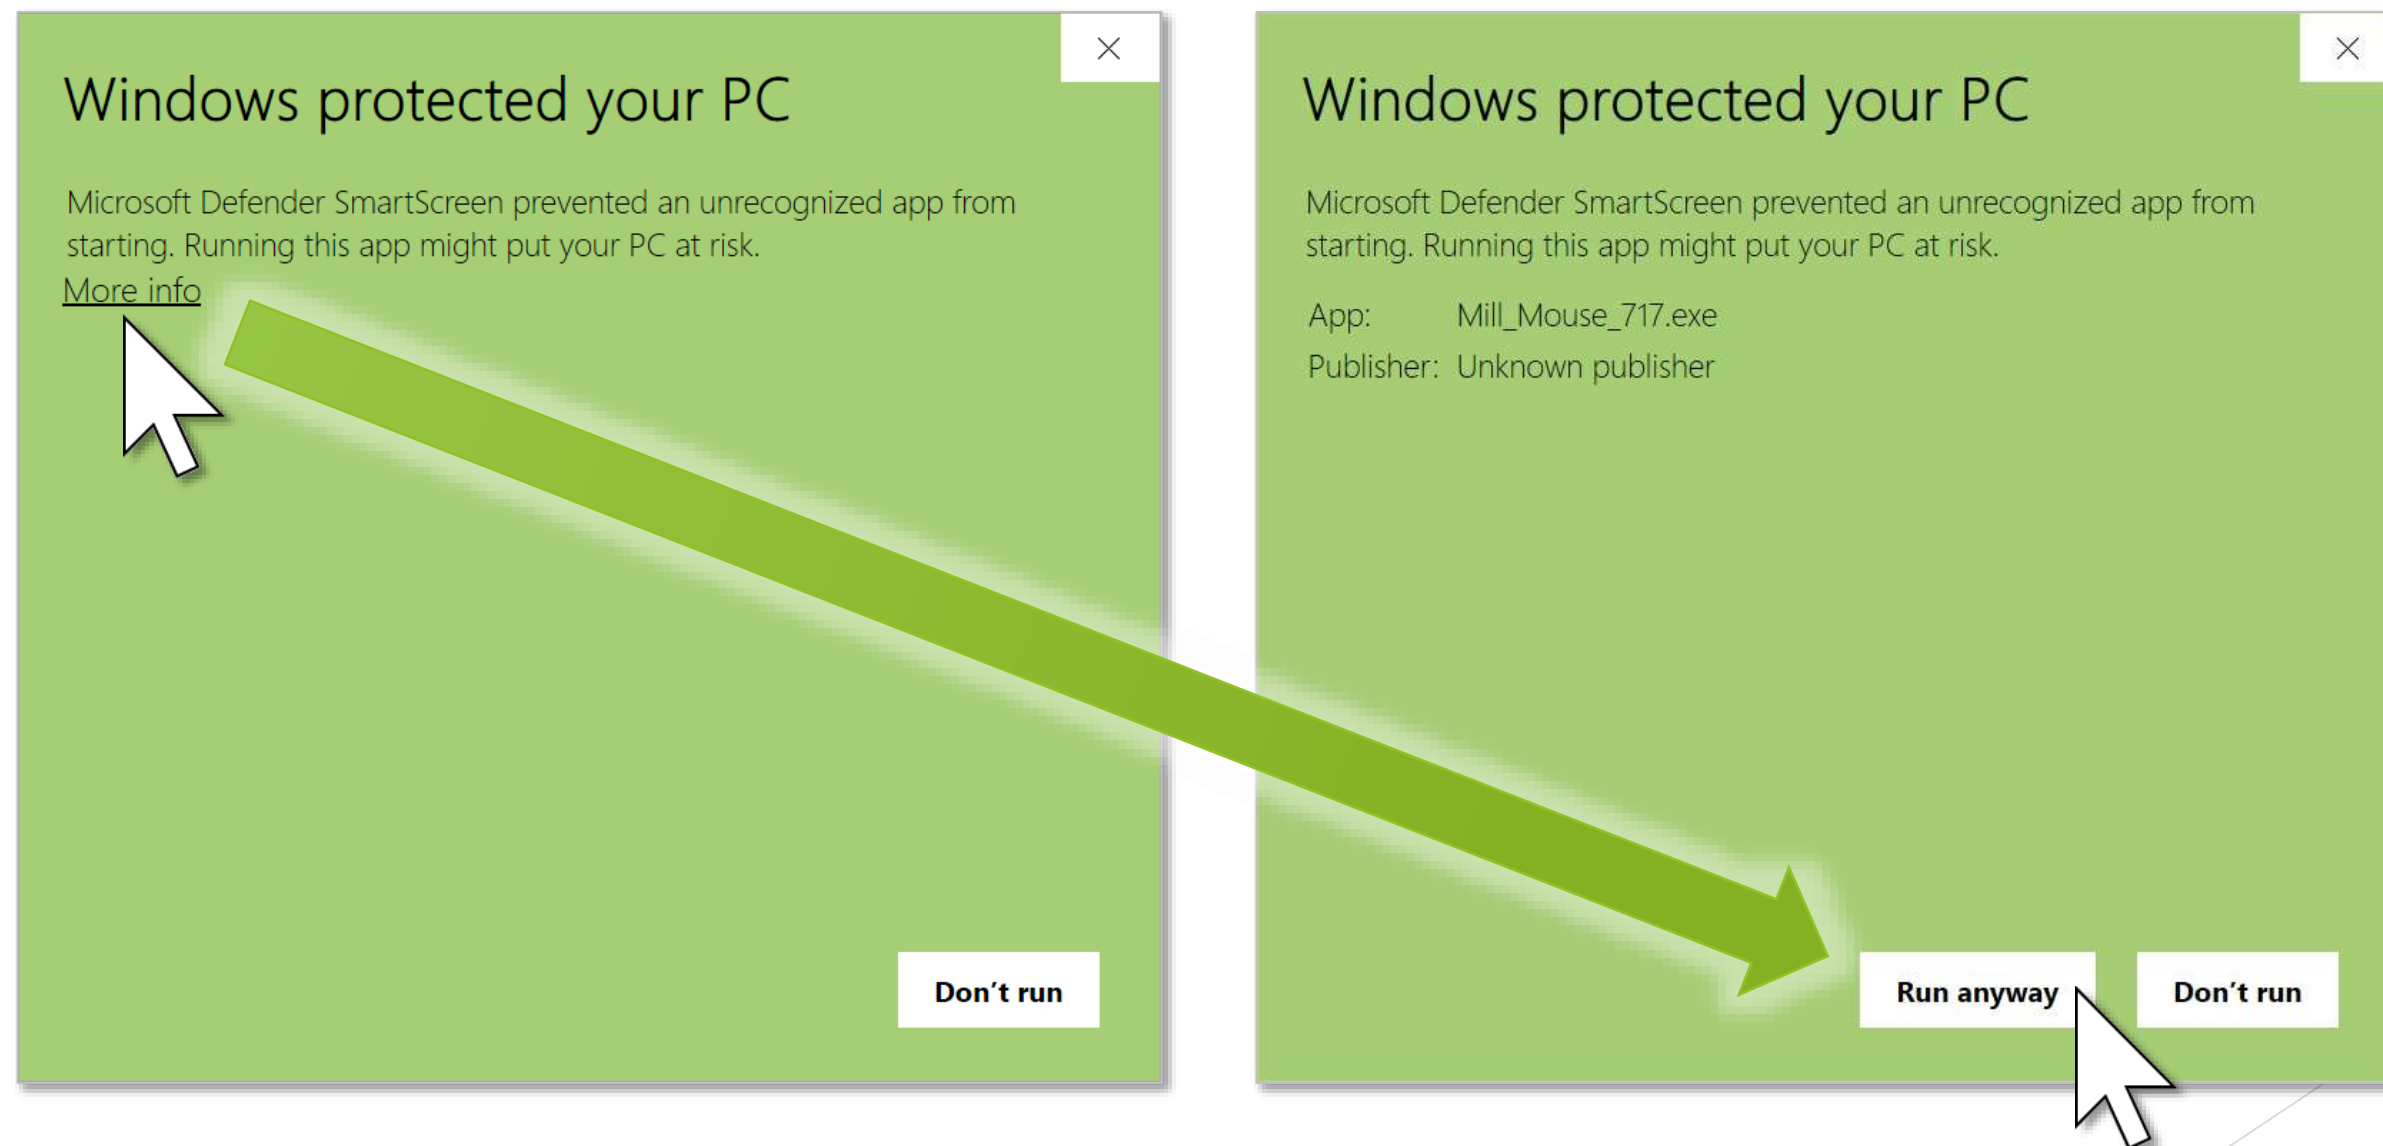 Windows protected your PC
Microsoft Defender SmartScreen prevented an unrecognized app from
starting. Running this app might put your PC at risk.
More info
Don't run
Windows protected your PC
Microsoft Defender SmartScreen prevented an unrecognized app from
starting. Running this app might put your PC at risk.
App: Mill_Mouse_717.exe
Publisher: Unknown publisher
Run anyway Don't run